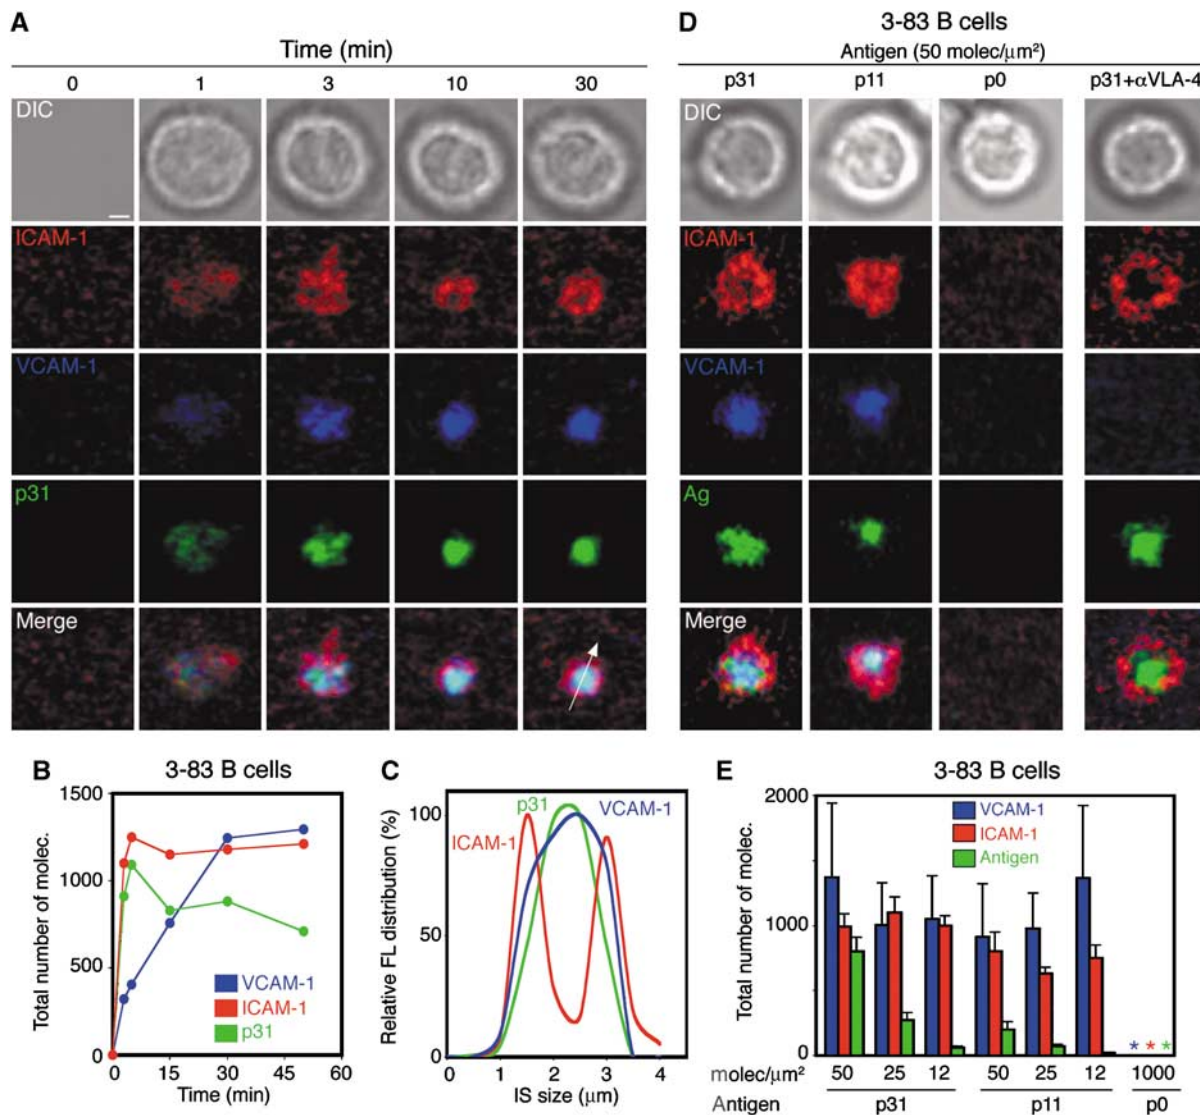 A
Time (min)
0 1 3 10 30
DIC
ICAM-1
VCAM-1
p31
Merge
D
3-83 B cells
Antigen (50 molec/μm²)
p31 p11 p0 p31+αVLA-4
DIC
ICAM-1
VCAM-1
Ag
Merge
B
3-83 B cells
Total number of molec.
1500
1000
500
0
VCAM-1
ICAM-1
p31
0 15 30 45 60
Time (min)
C
Relative FL distribution (%)
100
50
0
p31
VCAM-1
ICAM-1
0 1 2 3 4
IS size (μm)
E
3-83 B cells
Total number of molec.
2000
1000
0
VCAM-1
ICAM-1
Antigen
* * *
molec/μm² 50 25 12 50 25 12 1000
Antigen p31 p11 p0